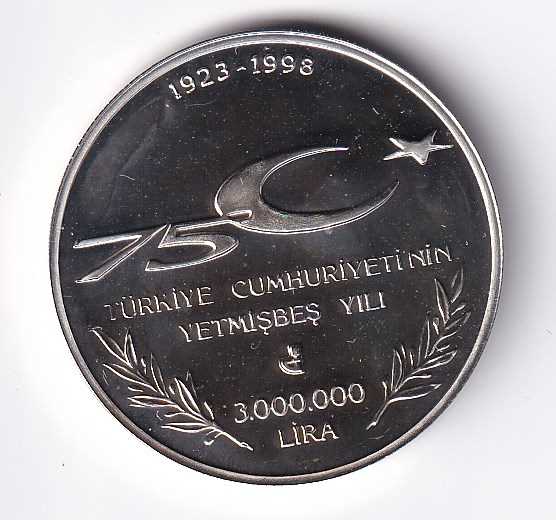 1923-1998
75
TÜRKİYE CUMHURİYETİ'NİN
YETMİŞBEŞ YILI
3.000.000
LİRA